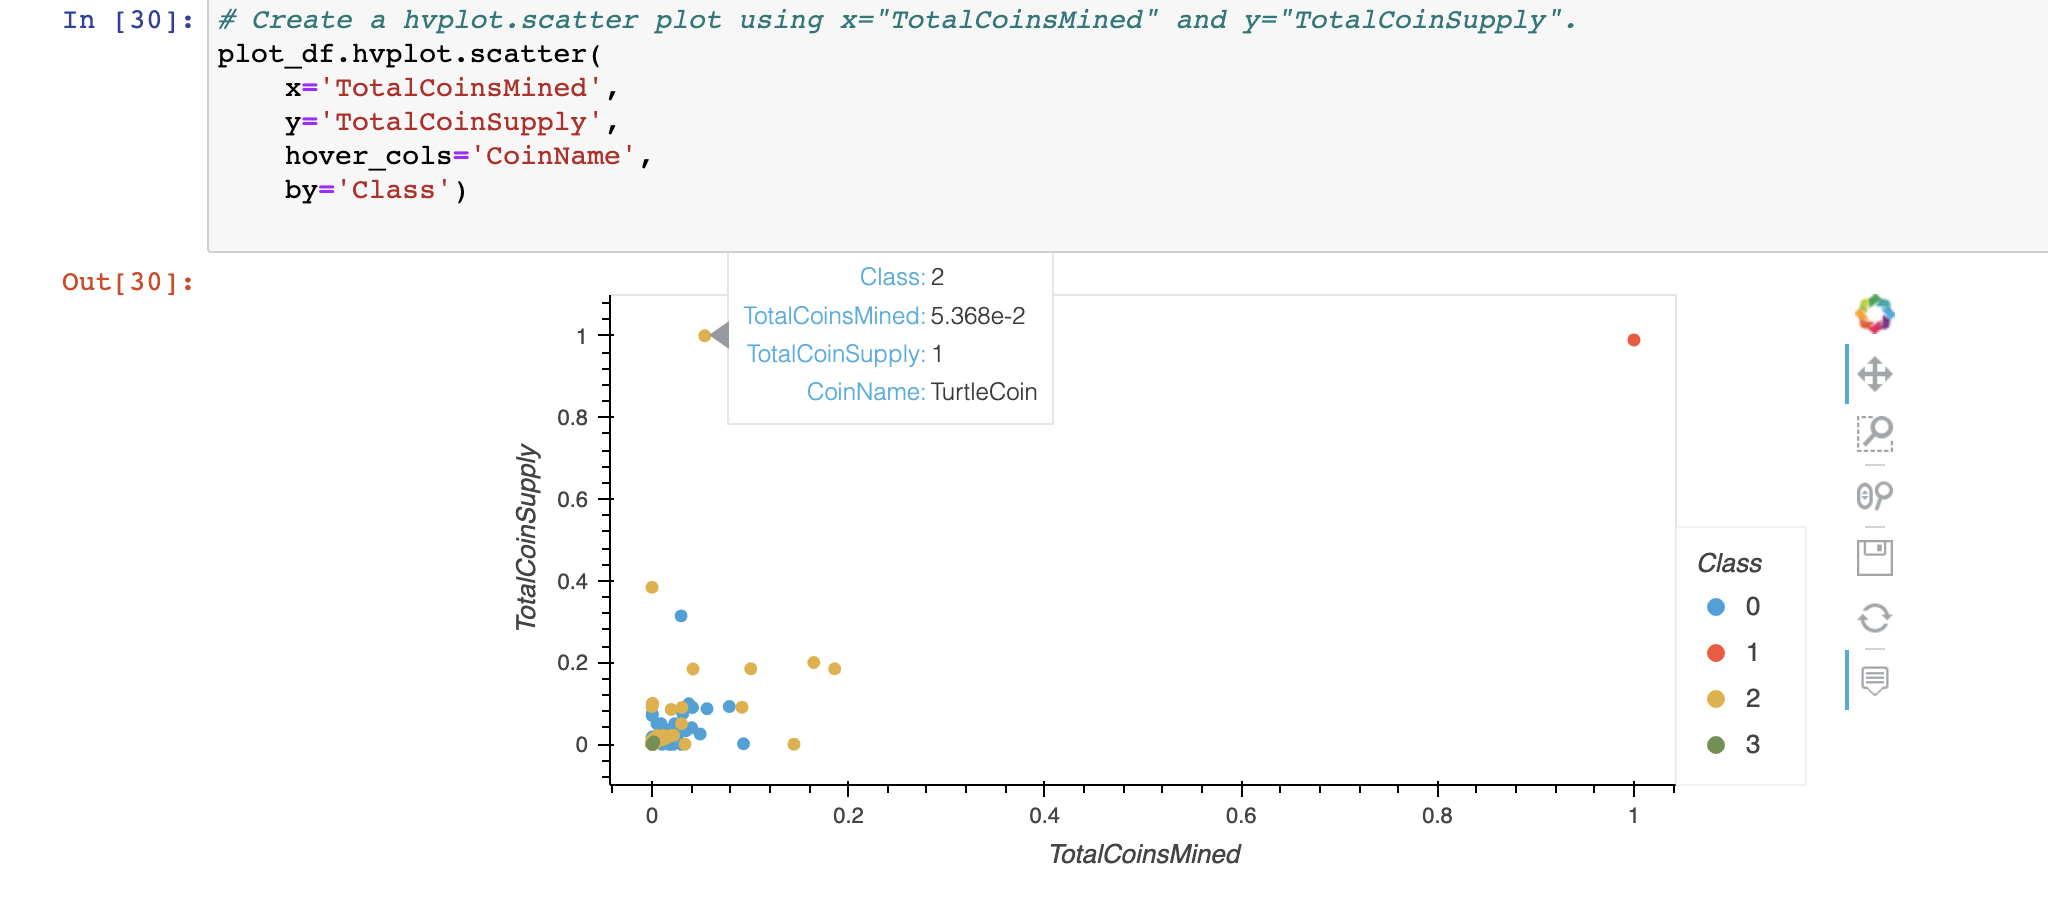 In [30]:
# Create a hvplot.scatter plot using x="TotalCoinsMined" and y="TotalCoinSupply".
plot_df.hvplot.scatter(
    x='TotalCoinsMined',
    y='TotalCoinSupply',
    hover_cols='CoinName',
    by='Class')
Out[30]:
Class: 2
TotalCoinsMined: 5.368e-2
TotalCoinSupply: 1
CoinName: TurtleCoin
TotalCoinSupply
1
0.8
0.6
0.4
0.2
0
0 0.2 0.4 0.6 0.8 1
TotalCoinsMined
Class
0
1
2
3